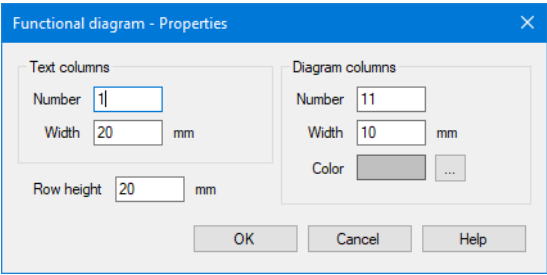 Functional diagram - Properties
Text columns
Number 1
Width 20 mm
Row height 20 mm
Diagram columns
Number 11
Width 10 mm
Color ...
OK Cancel Help